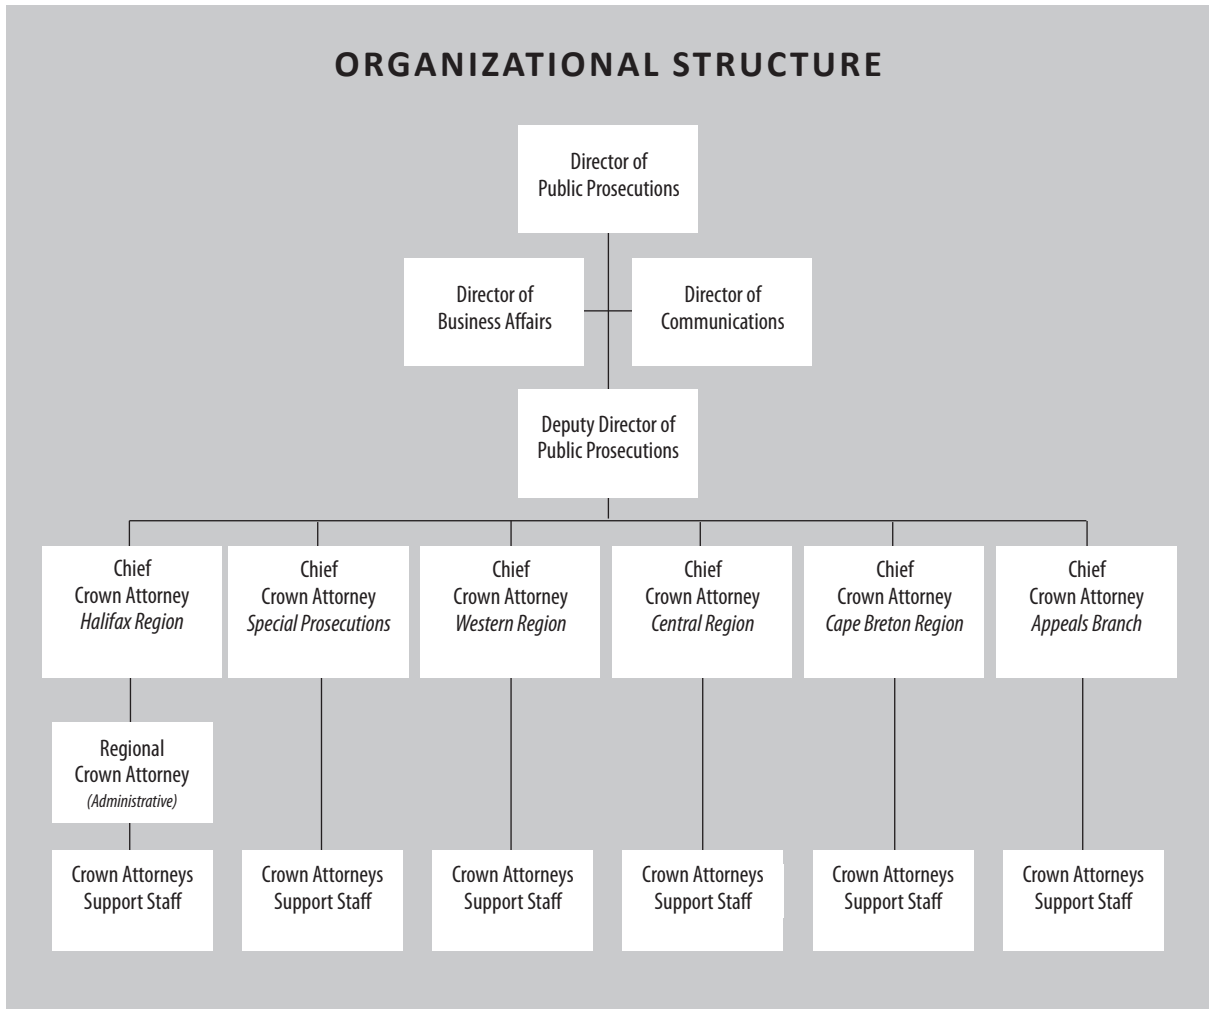 ORGANIZATIONAL STRUCTURE
Director of
Public Prosecutions
Director of
Business Affairs
Director of
Communications
Deputy Director of
Public Prosecutions
Chief
Crown Attorney
Halifax Region
Chief
Crown Attorney
Special Prosecutions
Chief
Crown Attorney
Western Region
Chief
Crown Attorney
Central Region
Chief
Crown Attorney
Cape Breton Region
Chief
Crown Attorney
Appeals Branch
Regional
Crown Attorney
(Administrative)
Crown Attorneys
Support Staff
Crown Attorneys
Support Staff
Crown Attorneys
Support Staff
Crown Attorneys
Support Staff
Crown Attorneys
Support Staff
Crown Attorneys
Support Staff